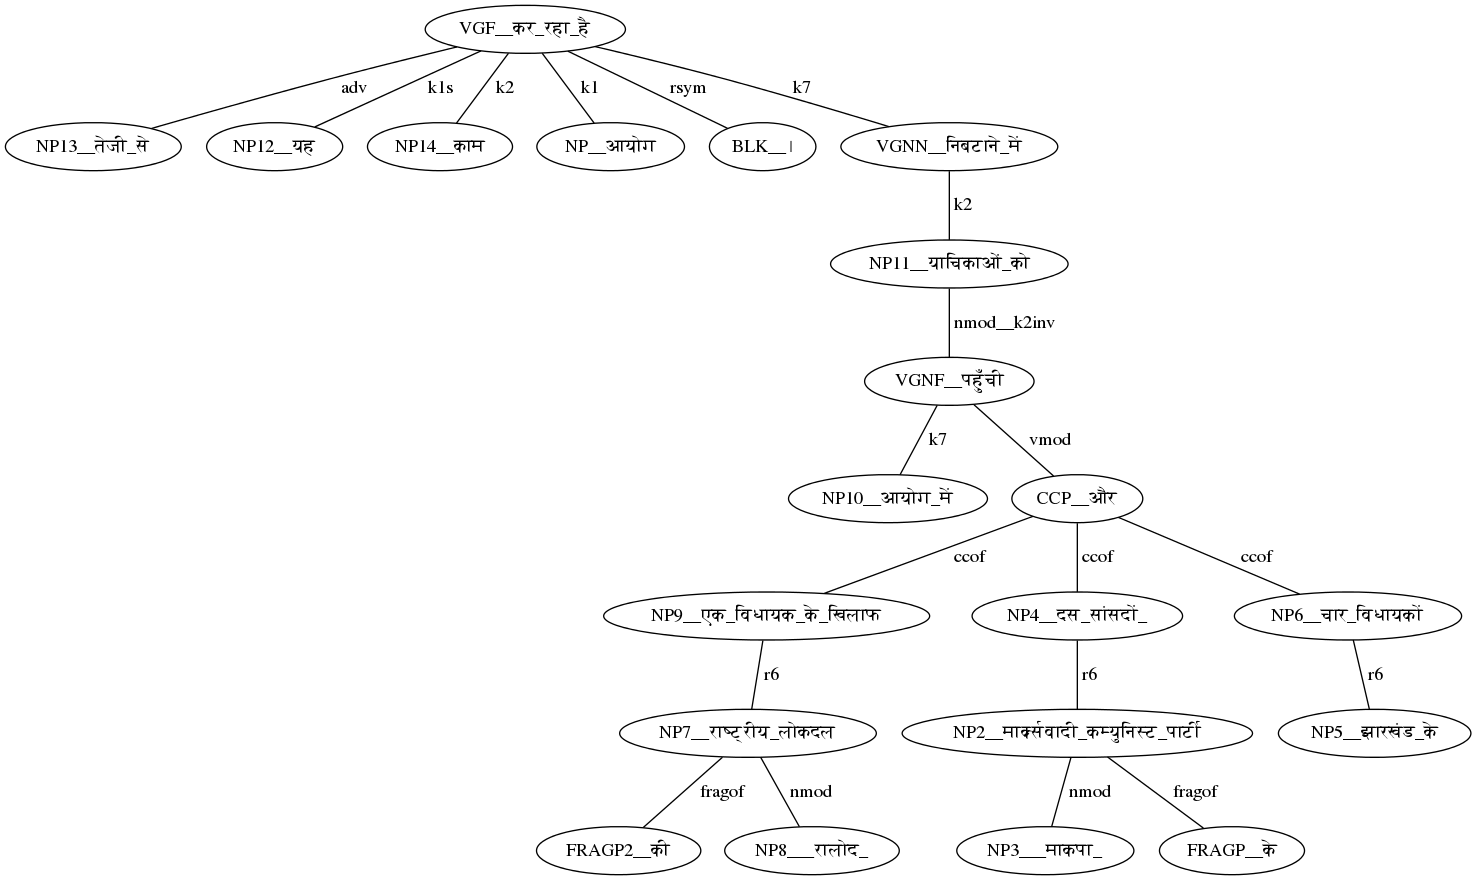 VGF__कर_रहा_है
adv k1s k2 k1 rsym k7
NP13__तेजी_से NP12__यह NP14__काम NP__आयोग BLK__। VGNN__निबटाने_में
k2
NP11__याचिकाओं_को
nmod__k2inv
VGNF__पहुँची
k7 vmod
NP10__आयोग_में CCP__और
ccof ccof ccof
NP9__एक_विधायक_के_खिलाफ NP4__दस_सांसदों_ NP6__चार_विधायकों
r6 r6 r6
NP7__राष्ट्रीय_लोकदल NP2__मार्क्सवादी_कम्युनिस्ट_पार्टी NP5__झारखंड_के
fragof nmod nmod fragof
FRAGP2__की NP8___रालोद_ NP3___माकपा_ FRAGP__के